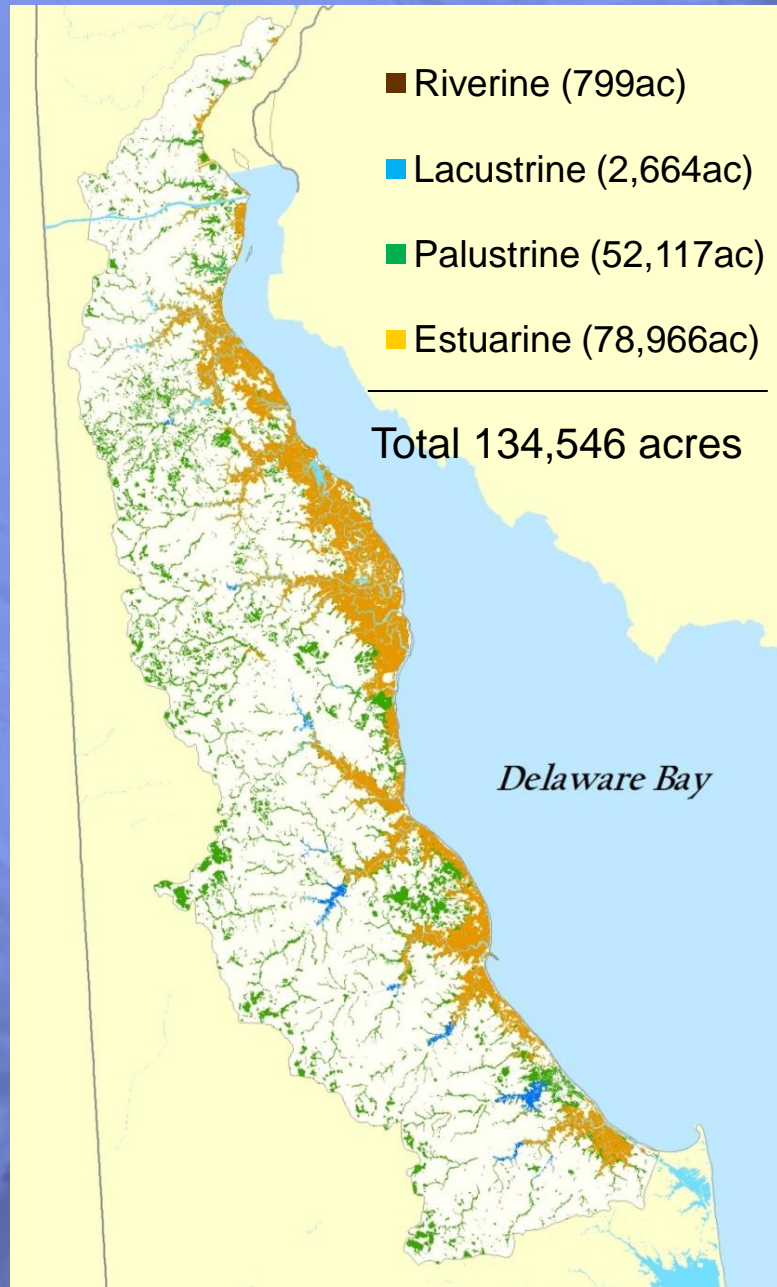 Riverine (799ac)
Lacustrine (2,664ac)
Palustrine (52,117ac)
Estuarine (78,966ac)
Total 134,546 acres
Delaware Bay